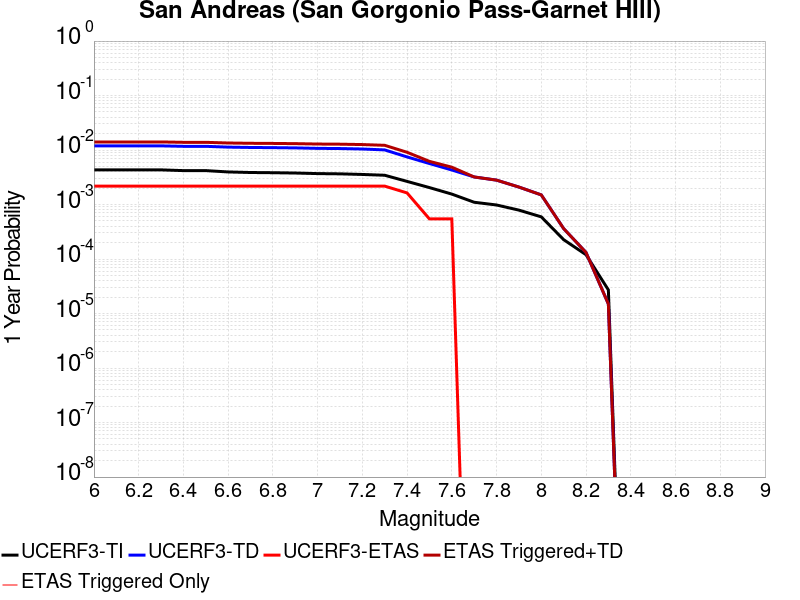 San Andreas (San Gorgonio Pass-Garnet HIll)
1 Year Probability
10^0
10^-1
10^-2
10^-3
10^-4
10^-5
10^-6
10^-7
10^-8
6 6.2 6.4 6.6 6.8 7 7.2 7.4 7.6 7.8 8 8.2 8.4 8.6 8.8 9
Magnitude
UCERF3-TI UCERF3-TD UCERF3-ETAS ETAS Triggered+TD
ETAS Triggered Only